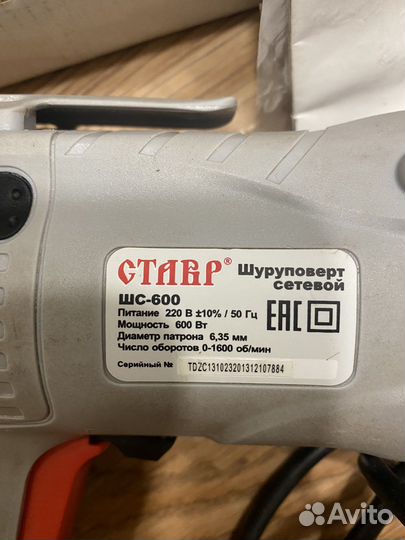 СТАВР®
Шуруповерт
сетевой
ШС-600
Питание 220 В ±10% / 50 Гц
Мощность 600 Вт
Диаметр патрона 6,35 мм
Число оборотов 0-1600 об/мин
EAC
Серийный № TDZC131023201312107884
Avito